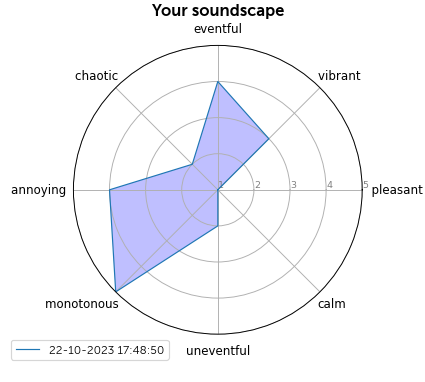 Your soundscape
eventful
chaotic
vibrant
annoying
1
2
3
4
5
pleasant
monotonous
calm
uneventful
22-10-2023 17:48:50